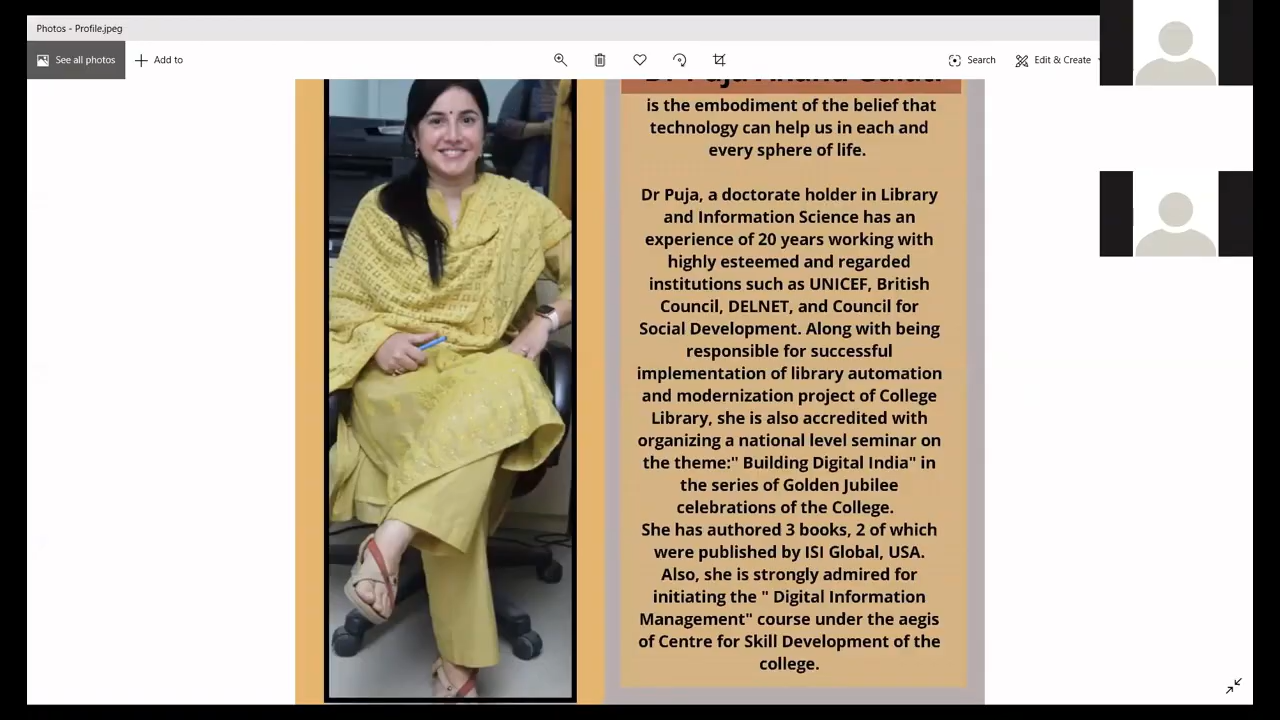 Photos - Profile.jpeg
See all photos
Add to
Search
Edit & Create
is the embodiment of the belief that
technology can help us in each and
every sphere of life.
Dr Puja, a doctorate holder in Library
and Information Science has an
experience of 20 years working with
highly esteemed and regarded
institutions such as UNICEF, British
Council, DELNET, and Council for
Social Development. Along with being
responsible for successful
implementation of library automation
and modernization project of College
Library, she is also accredited with
organizing a national level seminar on
the theme:" Building Digital India" in
the series of Golden Jubilee
celebrations of the College.
She has authored 3 books, 2 of which
were published by ISI Global, USA.
Also, she is strongly admired for
initiating the " Digital Information
Management" course under the aegis
of Centre for Skill Development of the
college.